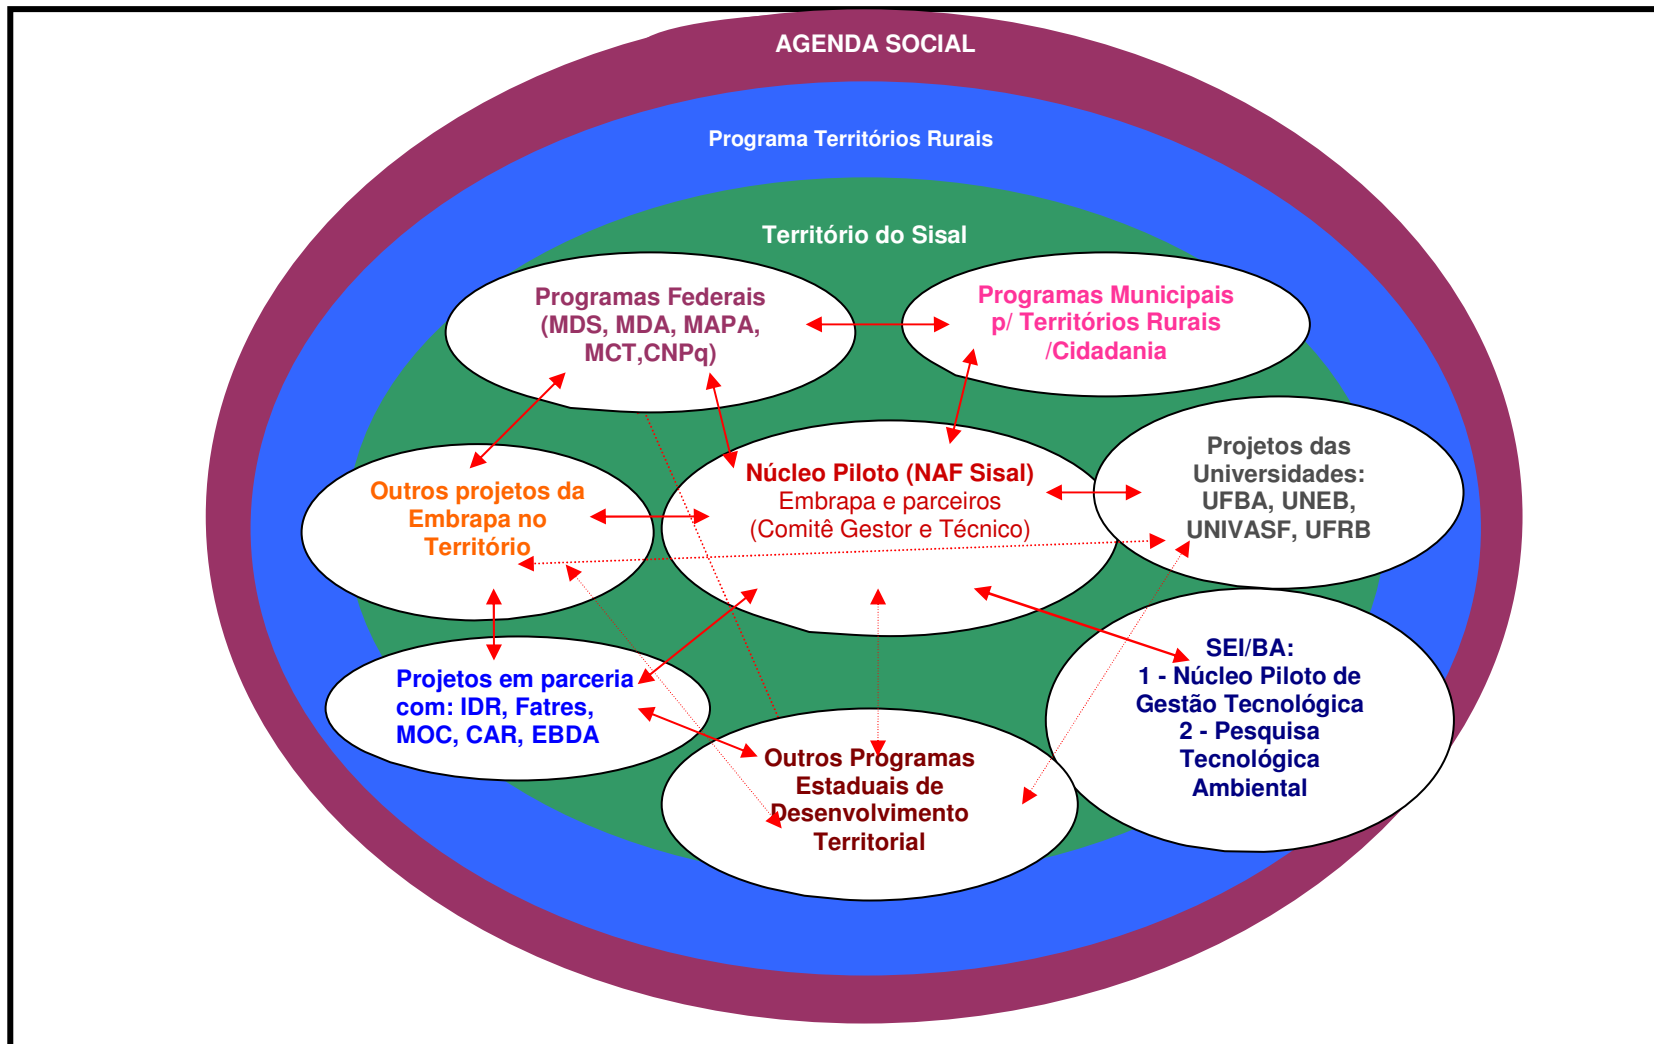 AGENDA SOCIAL
Programa Territórios Rurais
Território do Sisal
Programas Federais
(MDS, MDA, MAPA,
MCT,CNPq)
Programas Municipais
p/ Territórios Rurais
/Cidadania
Projetos das
Universidades:
UFBA, UNEB,
UNIVASF, UFRB
Núcleo Piloto (NAF Sisal)
Embrapa e parceiros
(Comitê Gestor e Técnico)
Outros projetos da
Embrapa no
Território
SEI/BA:
1 - Núcleo Piloto de
Gestão Tecnológica
2 - Pesquisa
Tecnológica
Ambiental
Projetos em parceria
com: IDR, Fatres,
MOC, CAR, EBDA
Outros Programas
Estaduais de
Desenvolvimento
Territorial